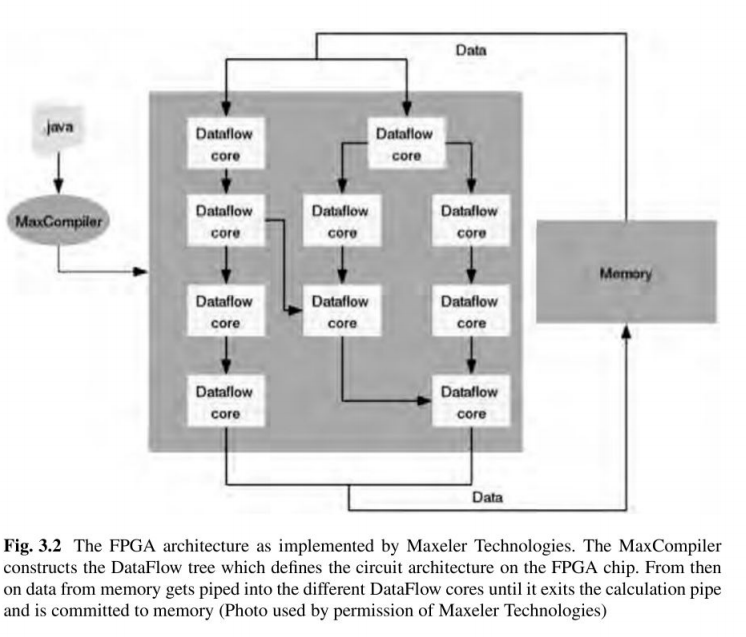 Data
.java
MaxCompiler
Dataflow
core
Dataflow
core
Dataflow
core
Dataflow
core
Dataflow
core
Dataflow
core
Dataflow
core
Dataflow
core
Dataflow
core
Dataflow
core
Memory
Data
Fig. 3.2 The FPGA architecture as implemented by Maxeler Technologies. The MaxCompiler
constructs the DataFlow tree which defines the circuit architecture on the FPGA chip. From then
on data from memory gets piped into the different DataFlow cores until it exits the calculation pipe
and is committed to memory (Photo used by permission of Maxeler Technologies)